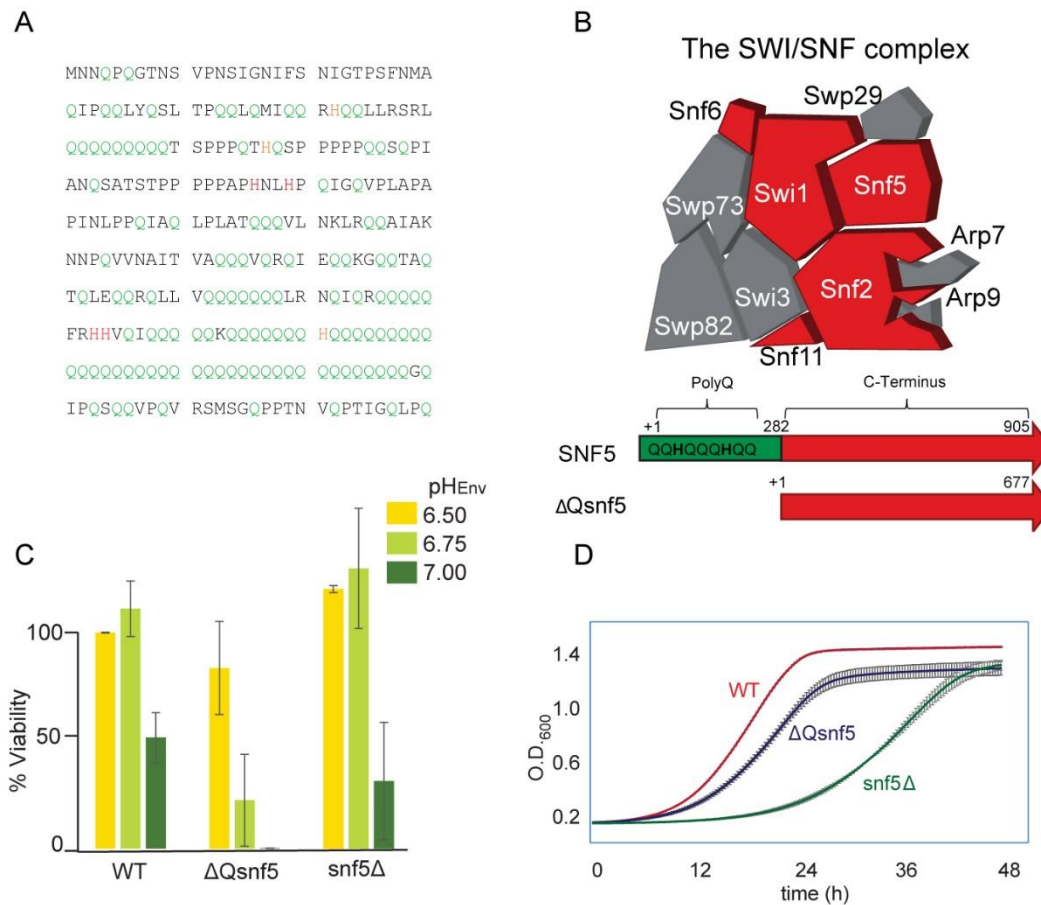 A
MNNQPQGTNS VPNSIGNIFS NIGTPSFNMA
QIPQQLYQSL TPQQLQMIQQ RHQQLLRSRL
QQQQQQQQQT SPPPQTHQSP PPPPQQSQPI
ANQSATSTPP PPPAPHNLHP QIGQVPLAPA
PINLPPQIAQ LPLATQQQVL NKLRQQAIAK
NNPQVVNAIT VAQQQVQRQI EQQKGQQTAQ
TQLEQQRQLL VQQQQQQQLR NQIQRQQQQQ
FRHHVQIQQQ QQKQQQQQQQ HQQQQQQQQQ
QQQQQQQQQQ QQQQQQQQQQ QQQQQQQQGQ
IPQSQQVPQV RSMSGQPPTN VQPTIGQLPQ
B
The SWI/SNF complex
Swp29
Snf6
Swi1
Snf5
Swp73
Arp7
Snf2
Swi3
Arp9
Swp82
Snf11
PolyQ
C-Terminus
+1
282
905
SNF5
QQHQQQHQQ
+1
677
ΔQsnf5
C
pHEnv
6.50
6.75
7.00
% Viability
100
50
0
WT
ΔQsnf5
snf5Δ
D
O.D.600
1.4
1.0
0.6
0.2
WT
ΔQsnf5
snf5Δ
0
12
24
36
48
time (h)